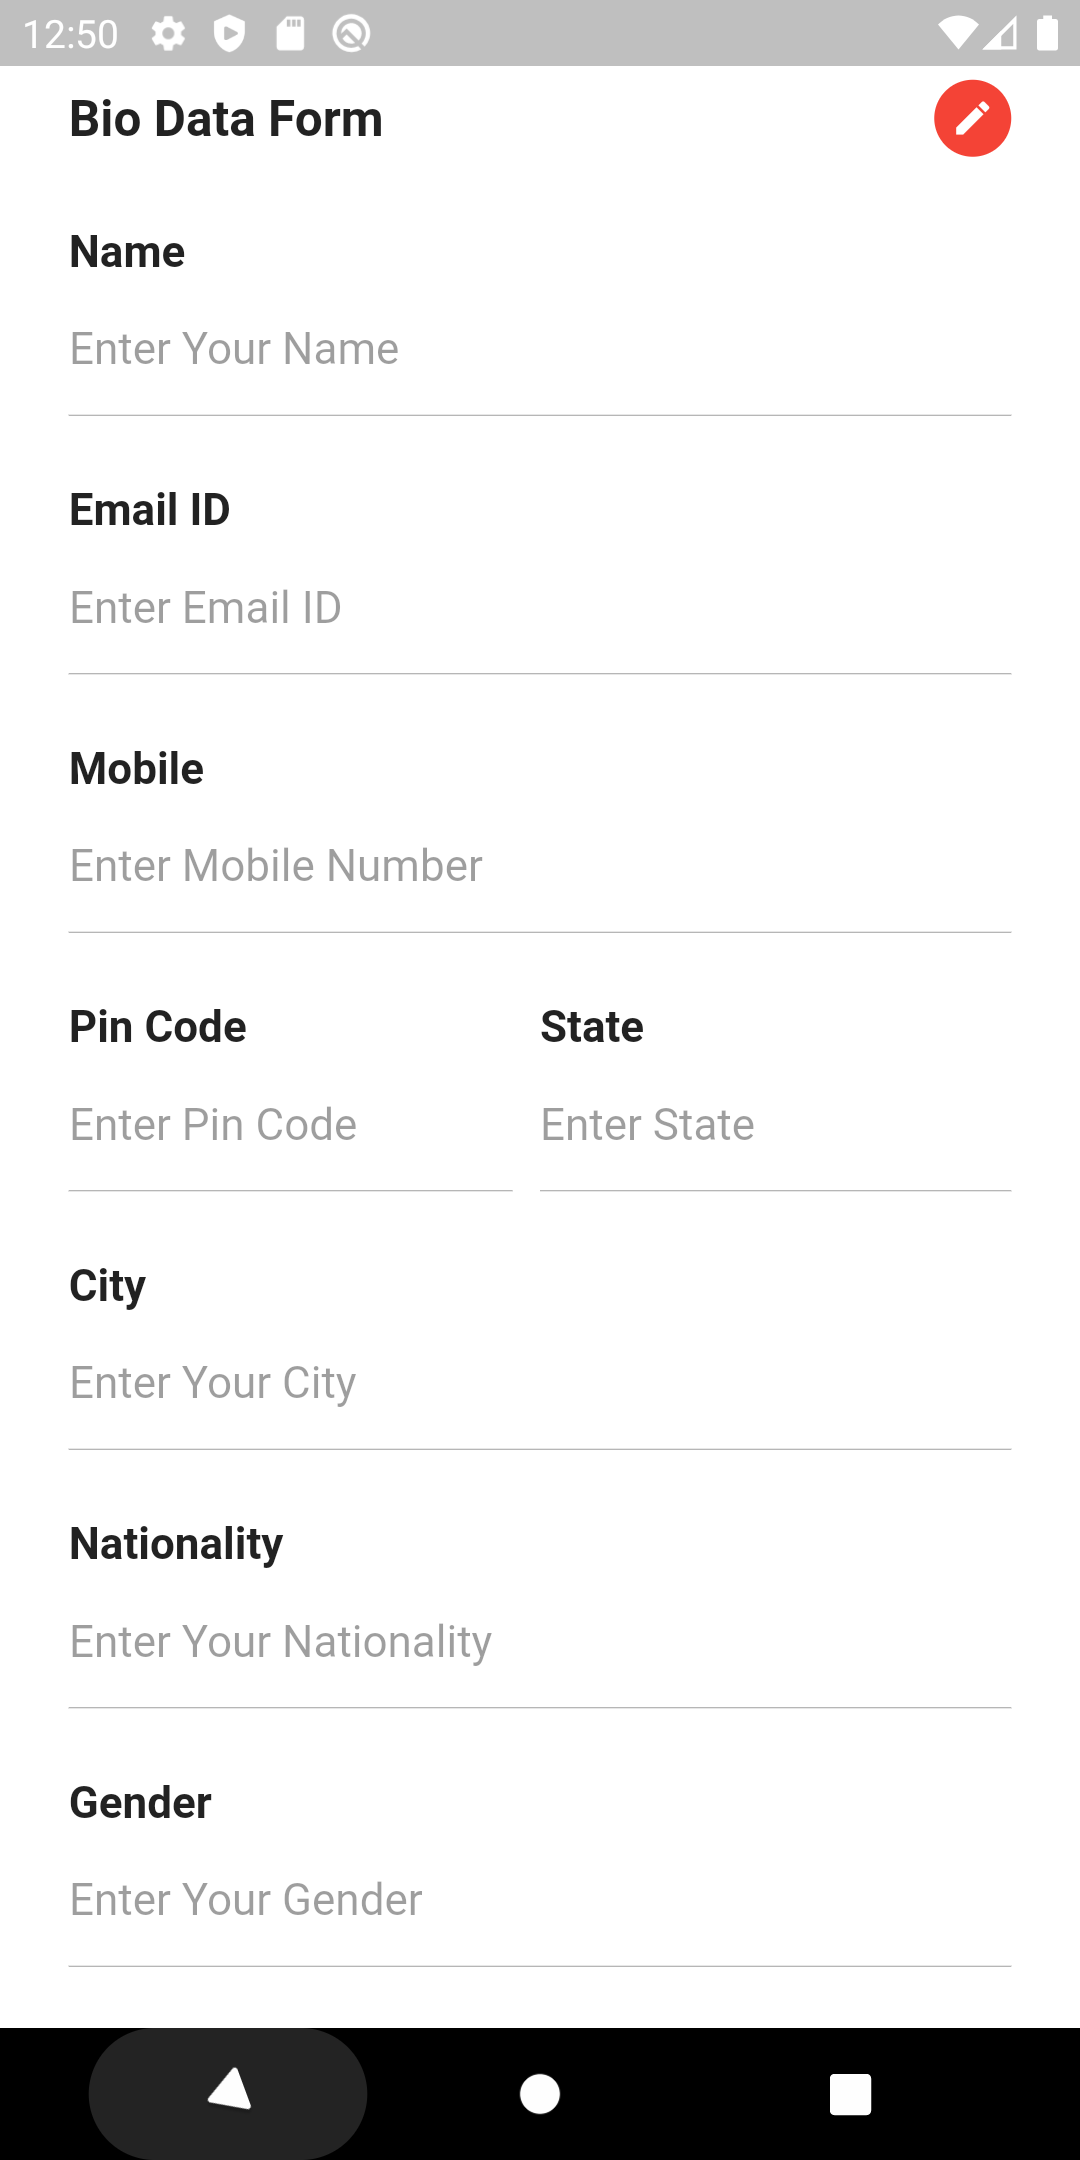 12:50
Bio Data Form
Name
Enter Your Name
Email ID
Enter Email ID
Mobile
Enter Mobile Number
Pin Code State
Enter Pin Code Enter State
City
Enter Your City
Nationality
Enter Your Nationality
Gender
Enter Your Gender